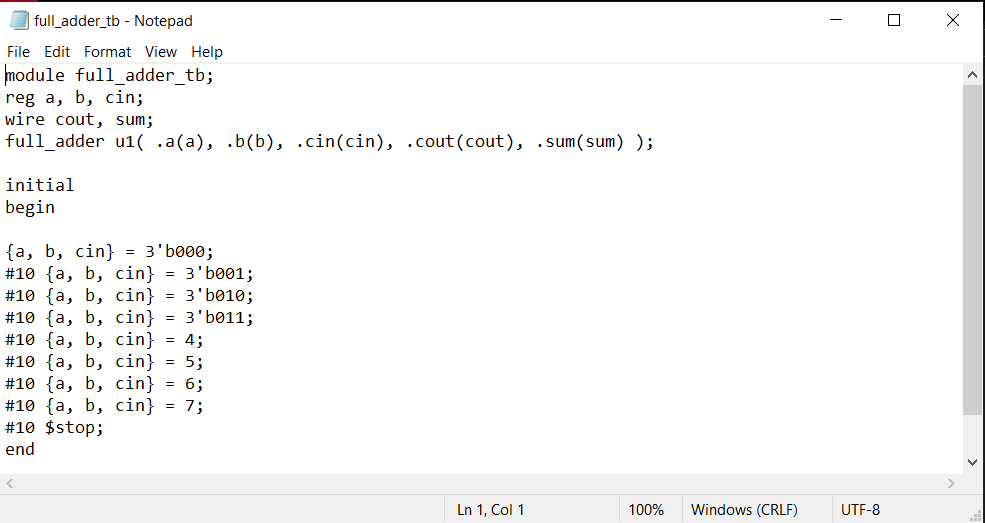 full_adder_tb - Notepad
File Edit Format View Help
module full_adder_tb;
reg a, b, cin;
wire cout, sum;
full_adder u1( .a(a), .b(b), .cin(cin), .cout(cout), .sum(sum) );
initial
begin
{a, b, cin} = 3'b000;
#10 {a, b, cin} = 3'b001;
#10 {a, b, cin} = 3'b010;
#10 {a, b, cin} = 3'b011;
#10 {a, b, cin} = 4;
#10 {a, b, cin} = 5;
#10 {a, b, cin} = 6;
#10 {a, b, cin} = 7;
#10 $stop;
end
Ln 1, Col 1 100% Windows (CRLF) UTF-8